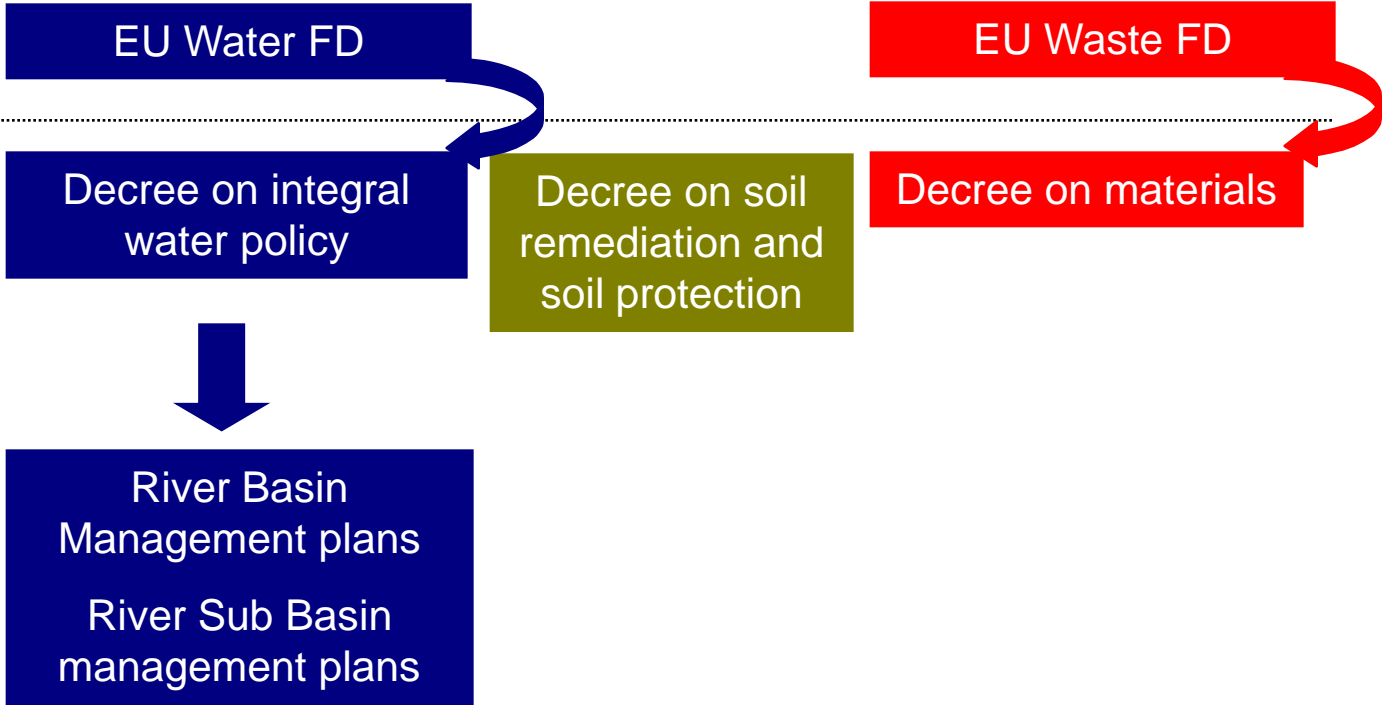 EU Water FD
EU Waste FD
Decree on integral
water policy
Decree on soil
remediation and
soil protection
Decree on materials
River Basin
Management plans
River Sub Basin
management plans